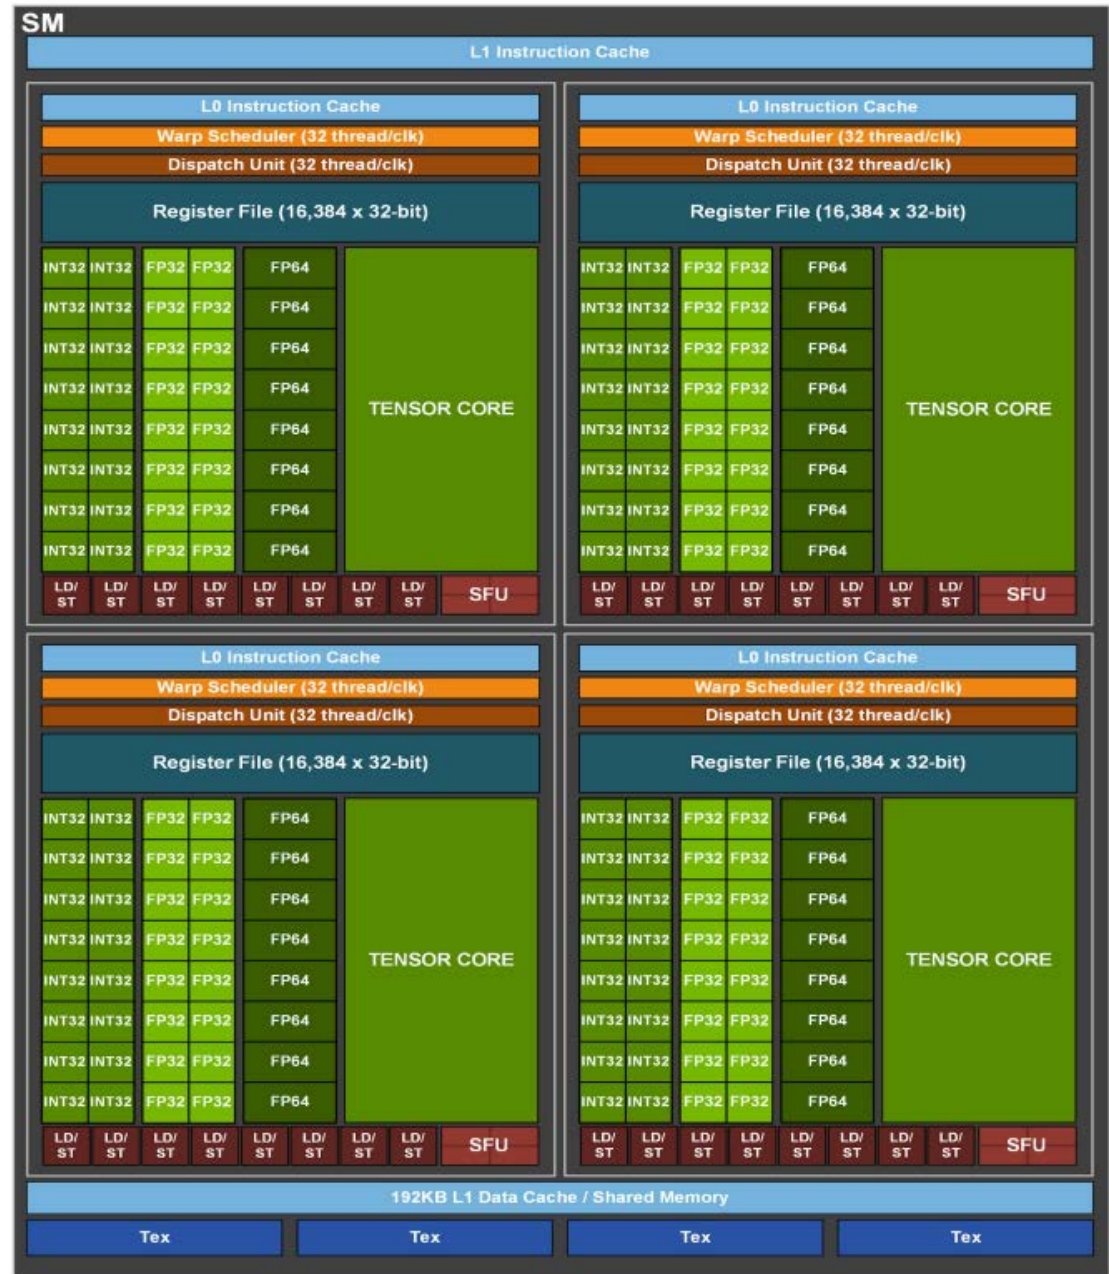 SM
L1 Instruction Cache
L0 Instruction Cache
Warp Scheduler (32 thread/clk)
Dispatch Unit (32 thread/clk)
Register File (16,384 x 32-bit)
INT32 INT32 FP32 FP32 FP64
INT32 INT32 FP32 FP32 FP64
INT32 INT32 FP32 FP32 FP64
INT32 INT32 FP32 FP32 FP64
INT32 INT32 FP32 FP32 FP64
INT32 INT32 FP32 FP32 FP64
INT32 INT32 FP32 FP32 FP64
INT32 INT32 FP32 FP32 FP64
TENSOR CORE
LD/ LD/ LD/ LD/ LD/ LD/ LD/ LD/
ST ST ST ST ST ST ST ST
SFU
L0 Instruction Cache
Warp Scheduler (32 thread/clk)
Dispatch Unit (32 thread/clk)
Register File (16,384 x 32-bit)
INT32 INT32 FP32 FP32 FP64
INT32 INT32 FP32 FP32 FP64
INT32 INT32 FP32 FP32 FP64
INT32 INT32 FP32 FP32 FP64
INT32 INT32 FP32 FP32 FP64
INT32 INT32 FP32 FP32 FP64
INT32 INT32 FP32 FP32 FP64
INT32 INT32 FP32 FP32 FP64
TENSOR CORE
LD/ LD/ LD/ LD/ LD/ LD/ LD/ LD/
ST ST ST ST ST ST ST ST
SFU
L0 Instruction Cache
Warp Scheduler (32 thread/clk)
Dispatch Unit (32 thread/clk)
Register File (16,384 x 32-bit)
INT32 INT32 FP32 FP32 FP64
INT32 INT32 FP32 FP32 FP64
INT32 INT32 FP32 FP32 FP64
INT32 INT32 FP32 FP32 FP64
INT32 INT32 FP32 FP32 FP64
INT32 INT32 FP32 FP32 FP64
INT32 INT32 FP32 FP32 FP64
INT32 INT32 FP32 FP32 FP64
TENSOR CORE
LD/ LD/ LD/ LD/ LD/ LD/ LD/ LD/
ST ST ST ST ST ST ST ST
SFU
L0 Instruction Cache
Warp Scheduler (32 thread/clk)
Dispatch Unit (32 thread/clk)
Register File (16,384 x 32-bit)
INT32 INT32 FP32 FP32 FP64
INT32 INT32 FP32 FP32 FP64
INT32 INT32 FP32 FP32 FP64
INT32 INT32 FP32 FP32 FP64
INT32 INT32 FP32 FP32 FP64
INT32 INT32 FP32 FP32 FP64
INT32 INT32 FP32 FP32 FP64
INT32 INT32 FP32 FP32 FP64
TENSOR CORE
LD/ LD/ LD/ LD/ LD/ LD/ LD/ LD/
ST ST ST ST ST ST ST ST
SFU
192KB L1 Data Cache / Shared Memory
Tex Tex Tex Tex